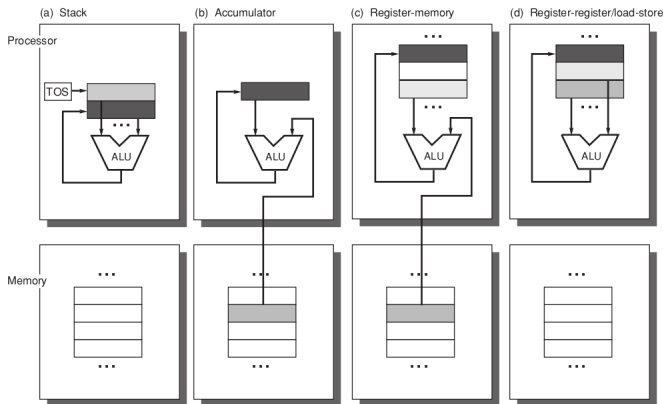 (a) Stack
(b) Accumulator
(c) Register-memory
(d) Register-register/load-store
Processor
...
...
TOS
...
...
...
ALU
ALU
ALU
ALU
Memory
...
...
...
...
...
...
...
...